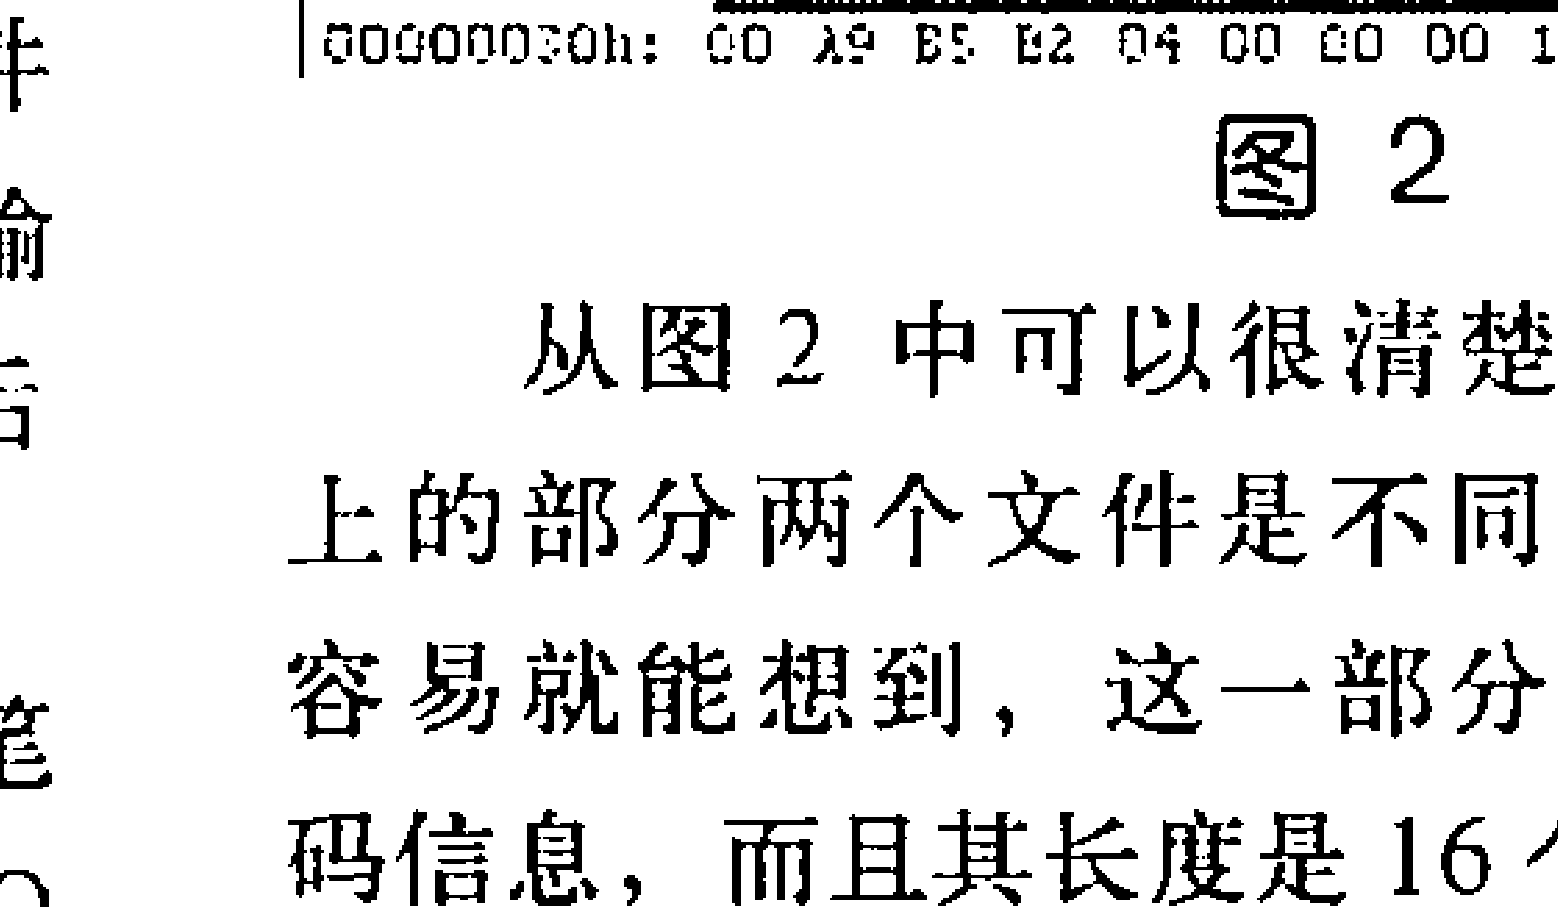 00 A9 B5 B2 04 00 00 00
图 2
从图 2 中可以很清楚
上的部分两个文件是不同
容易就能想到，这一部分
码信息，而且其长度是 16